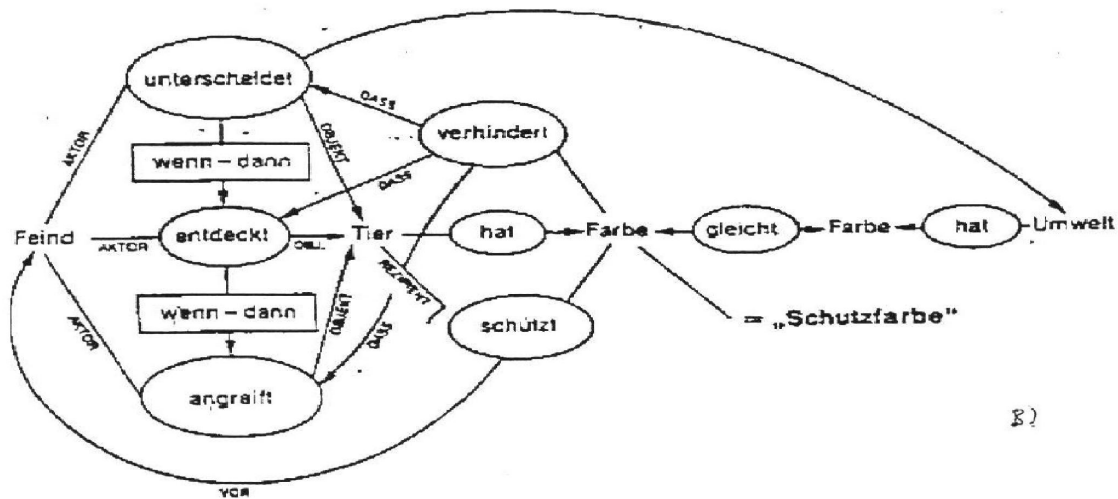 unterscheidet
DASS
verhindert
AKTOR
OBJEKT
wenn – dann
DASS
Feind
AKTOR
entdeckt
OBJ.
Tier
hat
Farbe
gleicht
Farbe
hat
Umwelt
REZIPIENT
wenn – dann
OBJEKT
DASS
schützt
= „Schutzfarbe"
AKTOR
angreift
B)
VOR